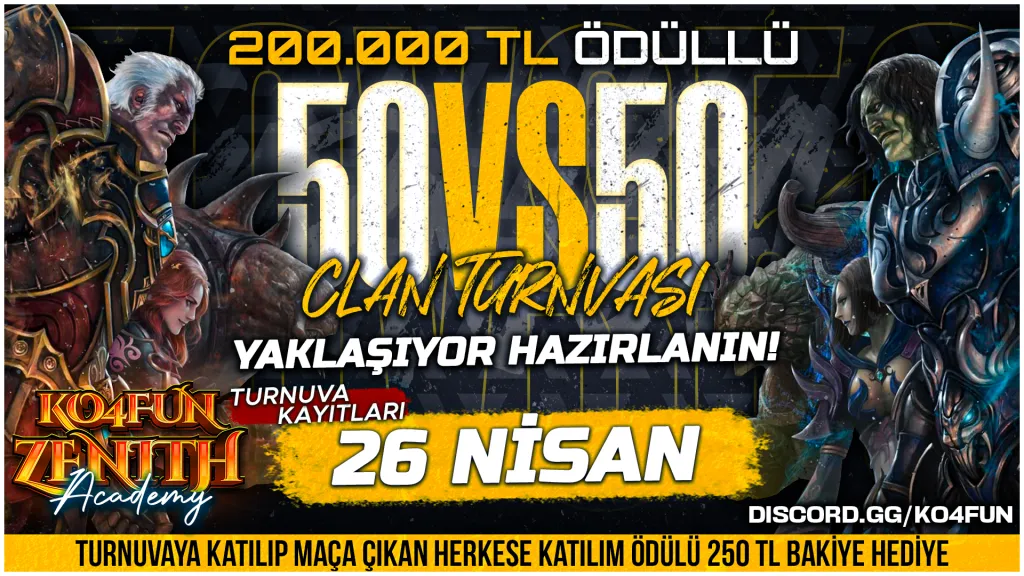 200.000 TL ÖDÜLLÜ
50VS50
CLAN TURNVASI
YAKLAŞIYOR HAZIRLANIN!
KO4FUN
ZENITH
Academy
TURNUVA
KAYITLARI
26 NİSAN
DISCORD.GG/KO4FUN
TURNUVAYA KATILIP MAÇA ÇIKAN HERKESE KATILIM ÖDÜLÜ 250 TL BAKİYE HEDİYE